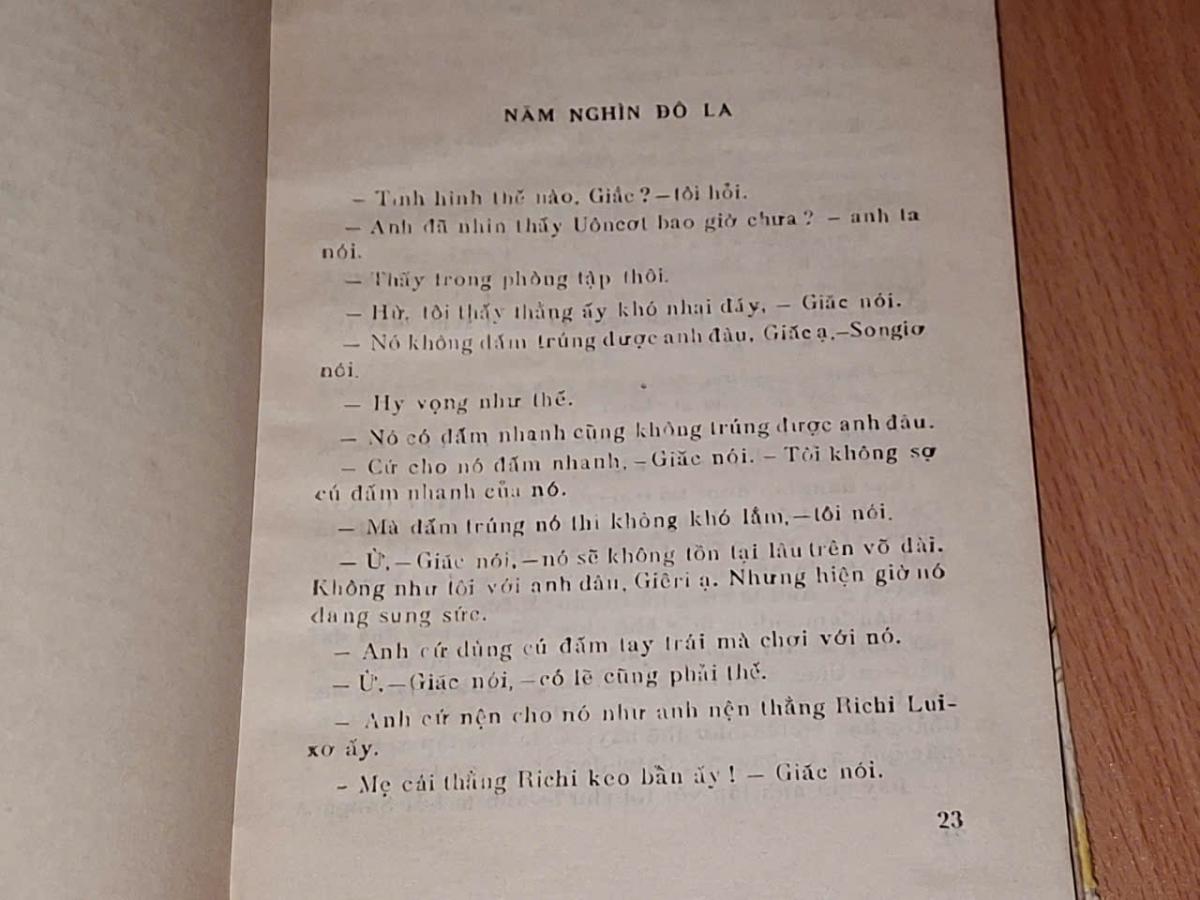 NĂM NGHÌN ĐÔ LA
— Tình hình thế nào, Giắc? — tôi hỏi.
— Anh đã nhìn thấy Uôncơt bao giờ chưa? — anh ta
nói.
— Thấy trong phòng tập thôi.
— Hừ, tôi thấy thằng ấy khó nhai đấy, — Giắc nói.
— Nó không đấm trúng được anh đâu, Giắc ạ.—Songiơ
nói.
— Hy vọng như thế.
— Nó có đấm nhanh cũng không trúng được anh đâu.
— Cứ cho nó đấm nhanh, —Giắc nói. — Tôi không sợ
cú đấm nhanh của nó.
— Mà đấm trúng nó thì không khó lắm,—tôi nói.
— Ừ,—Giắc nói,—nó sẽ không tồn tại lâu trên võ đài.
Không như tôi với anh đâu, Giêri ạ. Nhưng hiện giờ nó
đang sung sức.
— Anh cứ dùng cú đấm tay trái mà chơi với nó.
— Ừ,—Giắc nói, —có lẽ cũng phải thế.
— Anh cứ nện cho nó như anh nện thằng Richi Lui-
xơ ấy.
- Mẹ cái thằng Richi keo bần ấy! — Giắc nói.
23